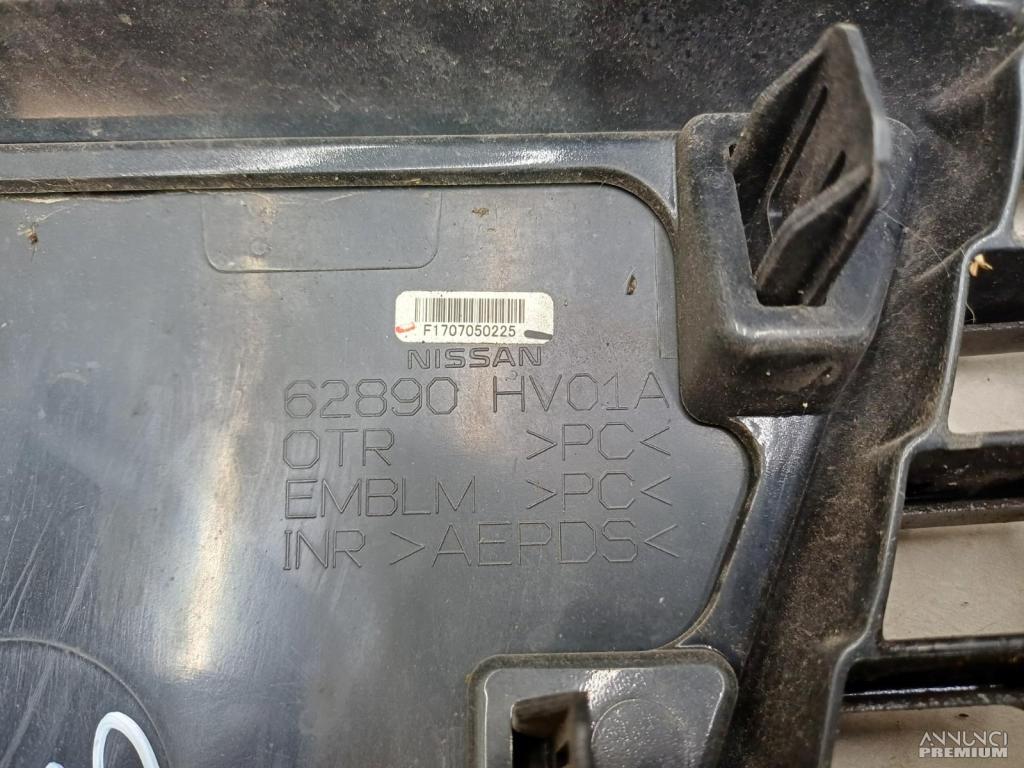 F1707050225
NISSAN
62890 HV01A
OTR >PC<
EMBLM >PC<
INR >AEPDS<
ANNUNCI
PREMIUM